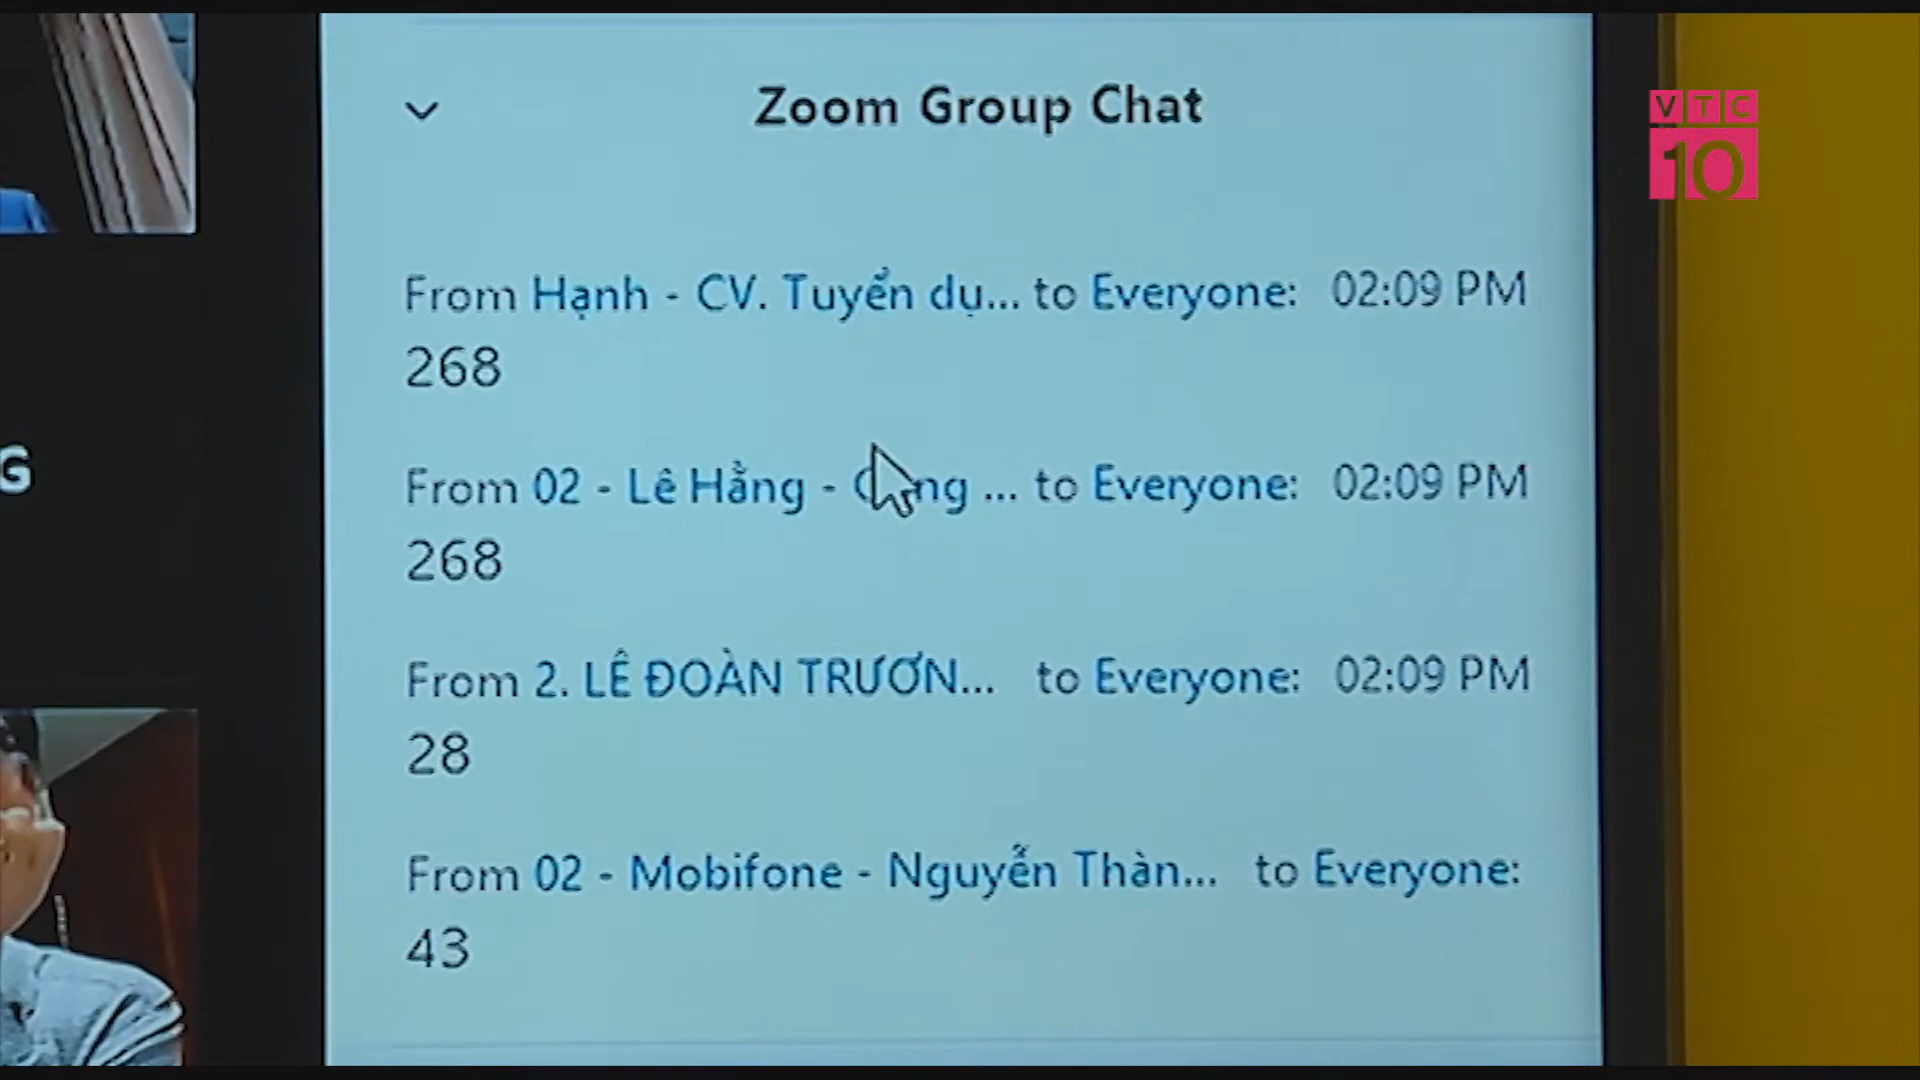 Zoom Group Chat
VTC
10
From Hạnh - CV. Tuyển dụ... to Everyone: 02:09 PM
268
G
From 02 - Lê Hằng - ... to Everyone: 02:09 PM
268
From 2. LÊ ĐOÀN TRƯƠN... to Everyone: 02:09 PM
28
From 02 - Mobifone - Nguyễn Thàn... to Everyone:
43